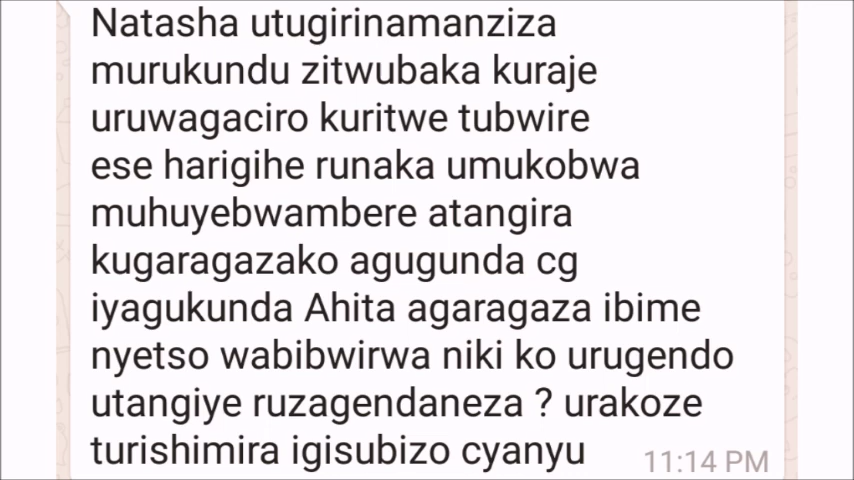 Natasha utugirinamanziza
murukundu zitwubaka kuraje
uruwagaciro kuritwe tubwire
ese harigihe runaka umukobwa
muhuyebwambere atangira
kugaragazako agugunda cg
iyagukunda Ahita agaragaza ibime
nyetso wabibwirwa niki ko urugendo
utangiye ruzagendaneza ? urakoze
turishimira igisubizo cyanyu
11:14 PM